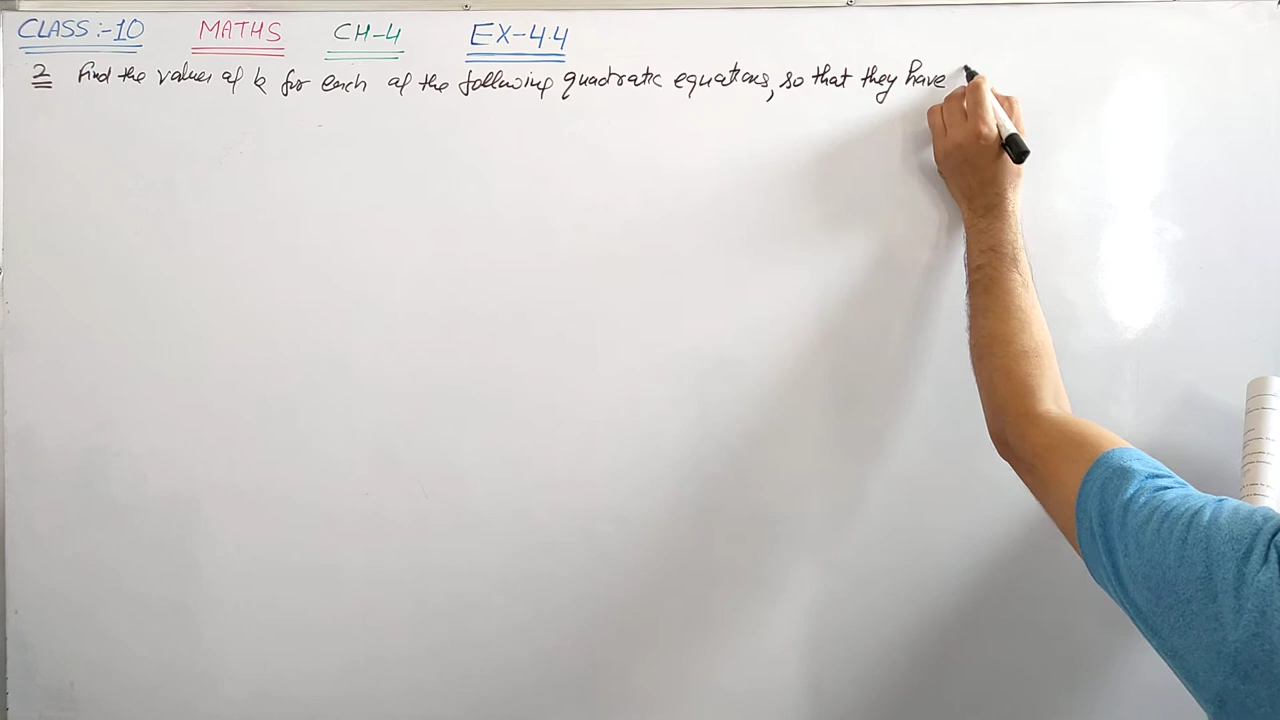 CLASS:-10 MATHS CH-4 EX-4.4
2 Find the values of k for each of the following quadratic equations, so that they have